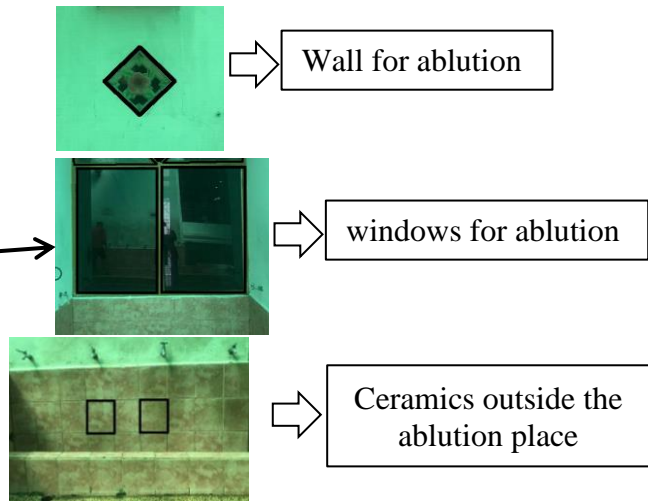 Wall for ablution
windows for ablution
Ceramics outside the
ablution place